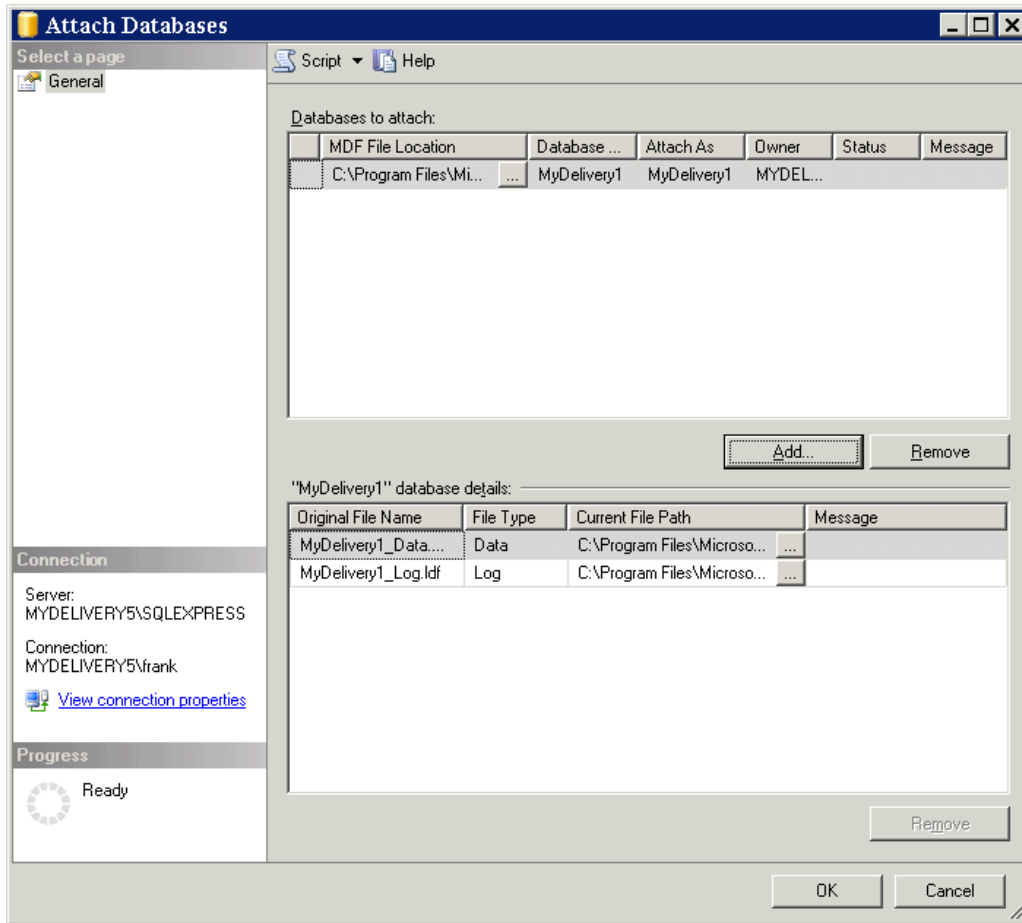 Attach Databases
Select a page
General
Script Help
Databases to attach:
MDF File Location Database ... Attach As Owner Status Message
C:\Program Files\Mi... ... MyDelivery1 MyDelivery1 MYDEL...
Add... Remove
"MyDelivery1" database details:
Original File Name File Type Current File Path Message
MyDelivery1_Data.... Data C:\Program Files\Microso... ...
MyDelivery1_Log.ldf Log C:\Program Files\Microso... ...
Remove
Connection
Server:
MYDELIVERY5\SQLEXPRESS
Connection:
MYDELIVERY5\frank
View connection properties
Progress
Ready
OK Cancel